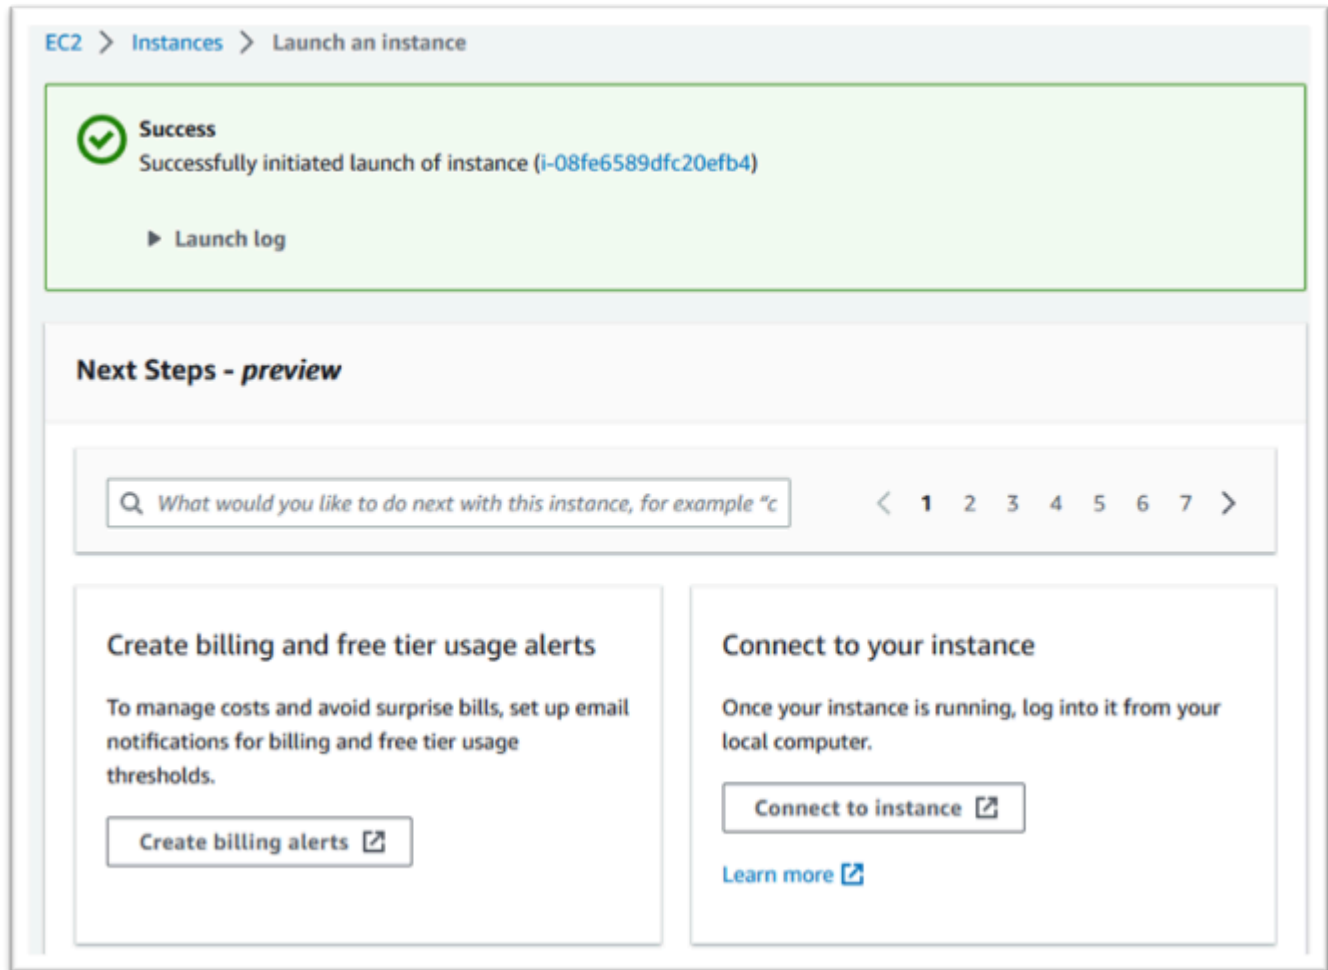 EC2 > Instances > Launch an instance
Success
Successfully initiated launch of instance (i-08fe6589dfc20efb4)
Launch log
Next Steps - preview
What would you like to do next with this instance, for example "c
1 2 3 4 5 6 7
Create billing and free tier usage alerts
To manage costs and avoid surprise bills, set up email
notifications for billing and free tier usage
thresholds.
Create billing alerts
Connect to your instance
Once your instance is running, log into it from your
local computer.
Connect to instance
Learn more